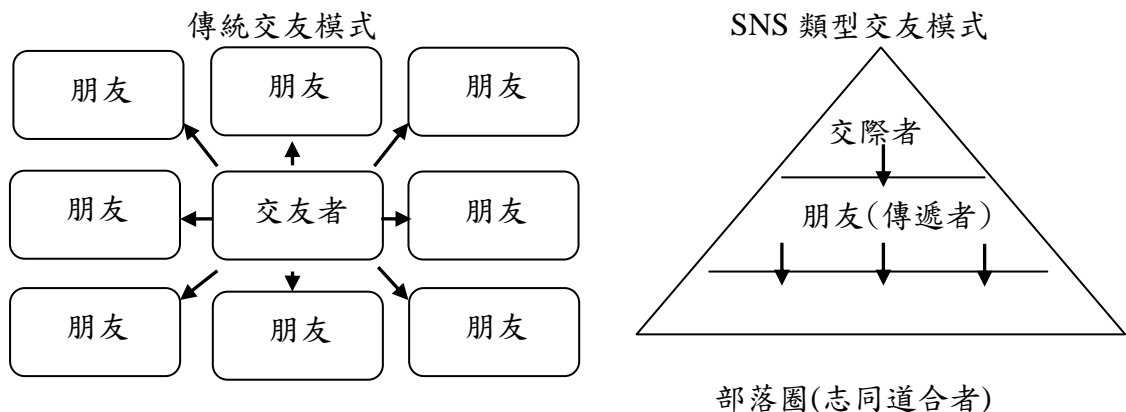 傳統交友模式
朋友 朋友 朋友
朋友 交友者 朋友
朋友 朋友 朋友
SNS 類型交友模式
交際者
朋友(傳遞者)
部落圈(志同道合者)